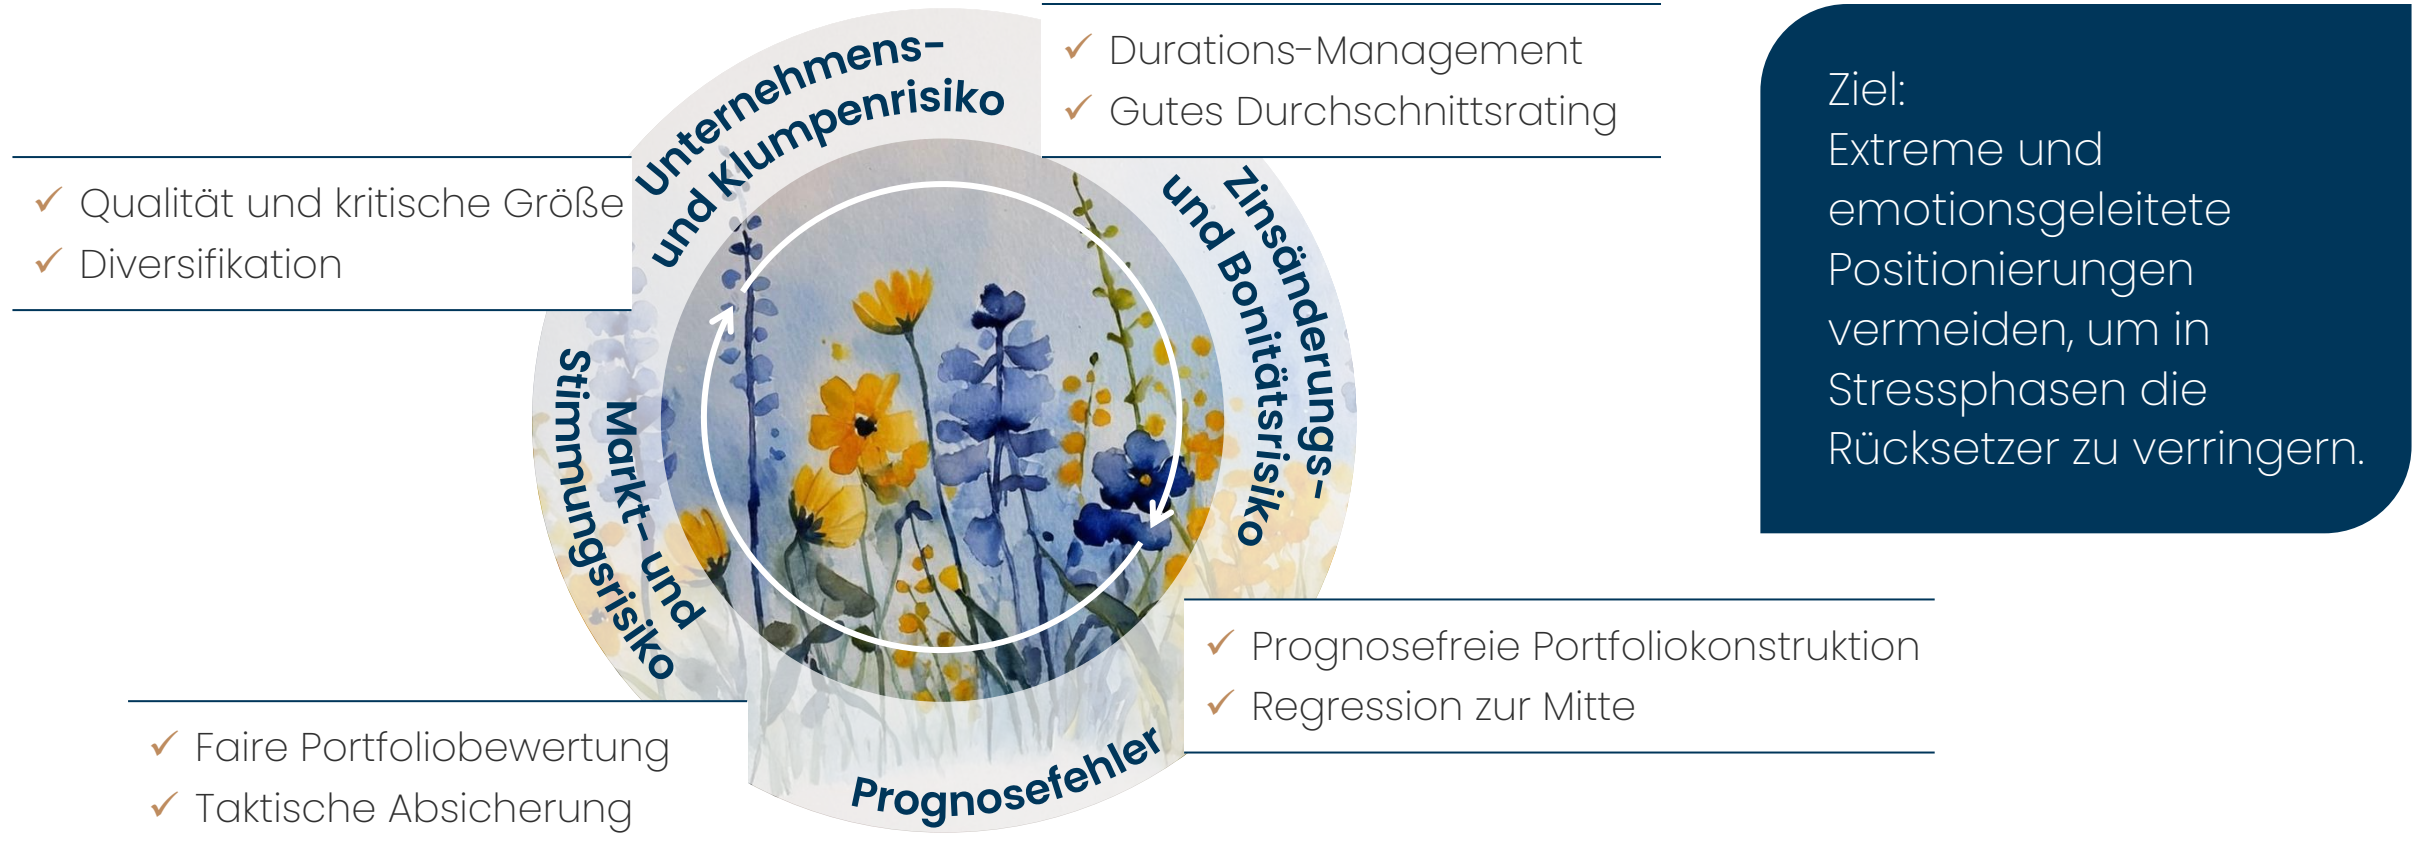 Unternehmens-
und Klumpenrisiko
✓ Qualität und kritische Größe
✓ Diversifikation
✓ Durations-Management
✓ Gutes Durchschnittsrating
Zinsänderungs-
und Bonitätsrisiko
✓ Prognosefreie Portfoliokonstruktion
✓ Regression zur Mitte
Prognosefehler
Markt- und
Stimmungsrisiko
✓ Faire Portfoliobewertung
✓ Taktische Absicherung
Ziel:
Extreme und
emotionsgeleitete
Positionierungen
vermeiden, um in
Stressphasen die
Rücksetzer zu verringern.